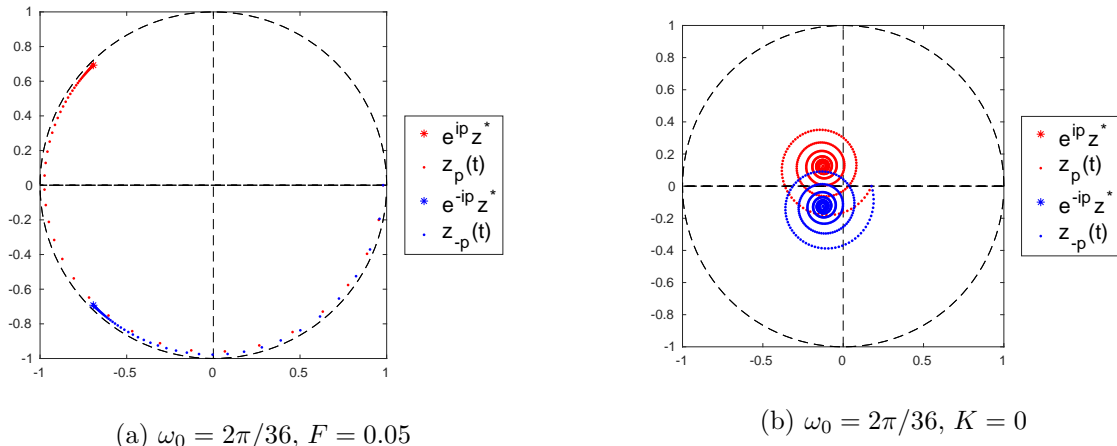 1
0.8
0.6
0.4
0.2
0
-0.2
-0.4
-0.6
-0.8
-1
-1 -0.5 0 0.5 1
e^{ip}z^*
z_p(t)
e^{-ip}z^*
z_{-p}(t)
(a) ω₀ = 2π/36, F = 0.05
1
0.8
0.6
0.4
0.2
0
-0.2
-0.4
-0.6
-0.8
-1
-1 -0.5 0 0.5 1
e^{ip}z^*
z_p(t)
e^{-ip}z^*
z_{-p}(t)
(b) ω₀ = 2π/36, K = 0